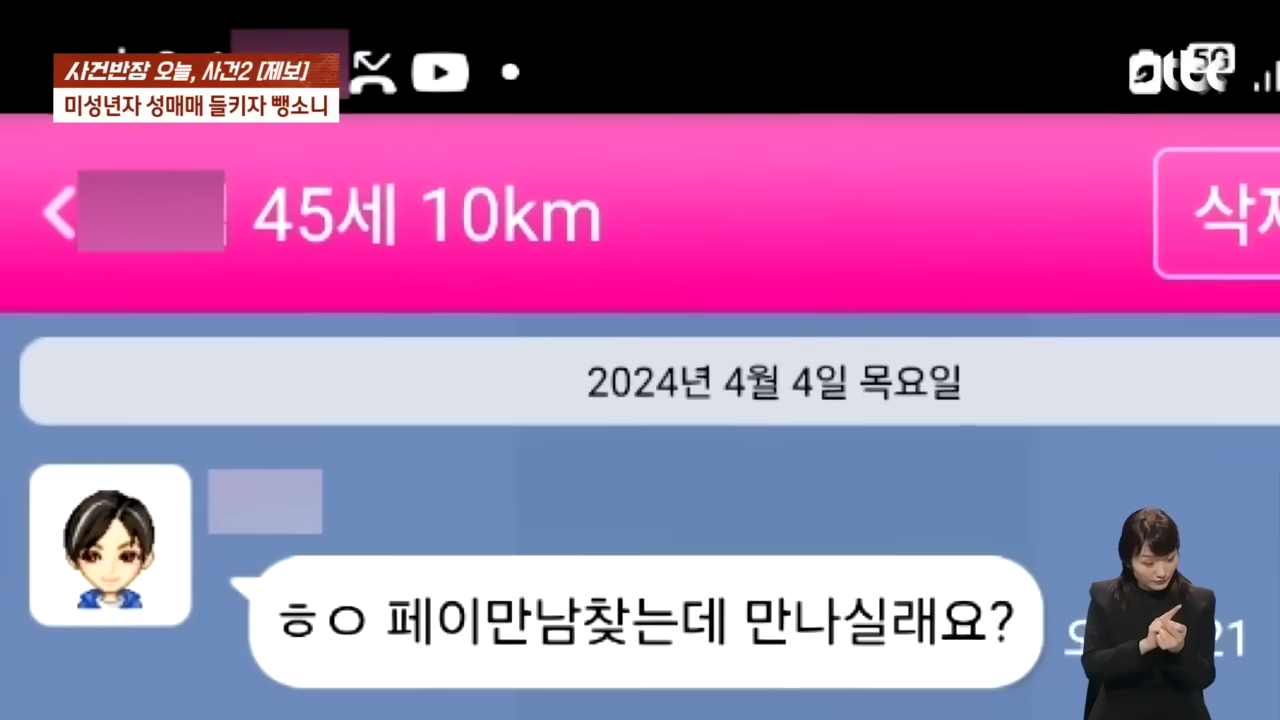 사건반장 오늘, 사건2 [제보]
미성년자 성매매 들키자 뺑소니
5G
jtbc
45세 10km
2024년 4월 4일 목요일
ㅎㅇ 페이만남찾는데 만나실래요?